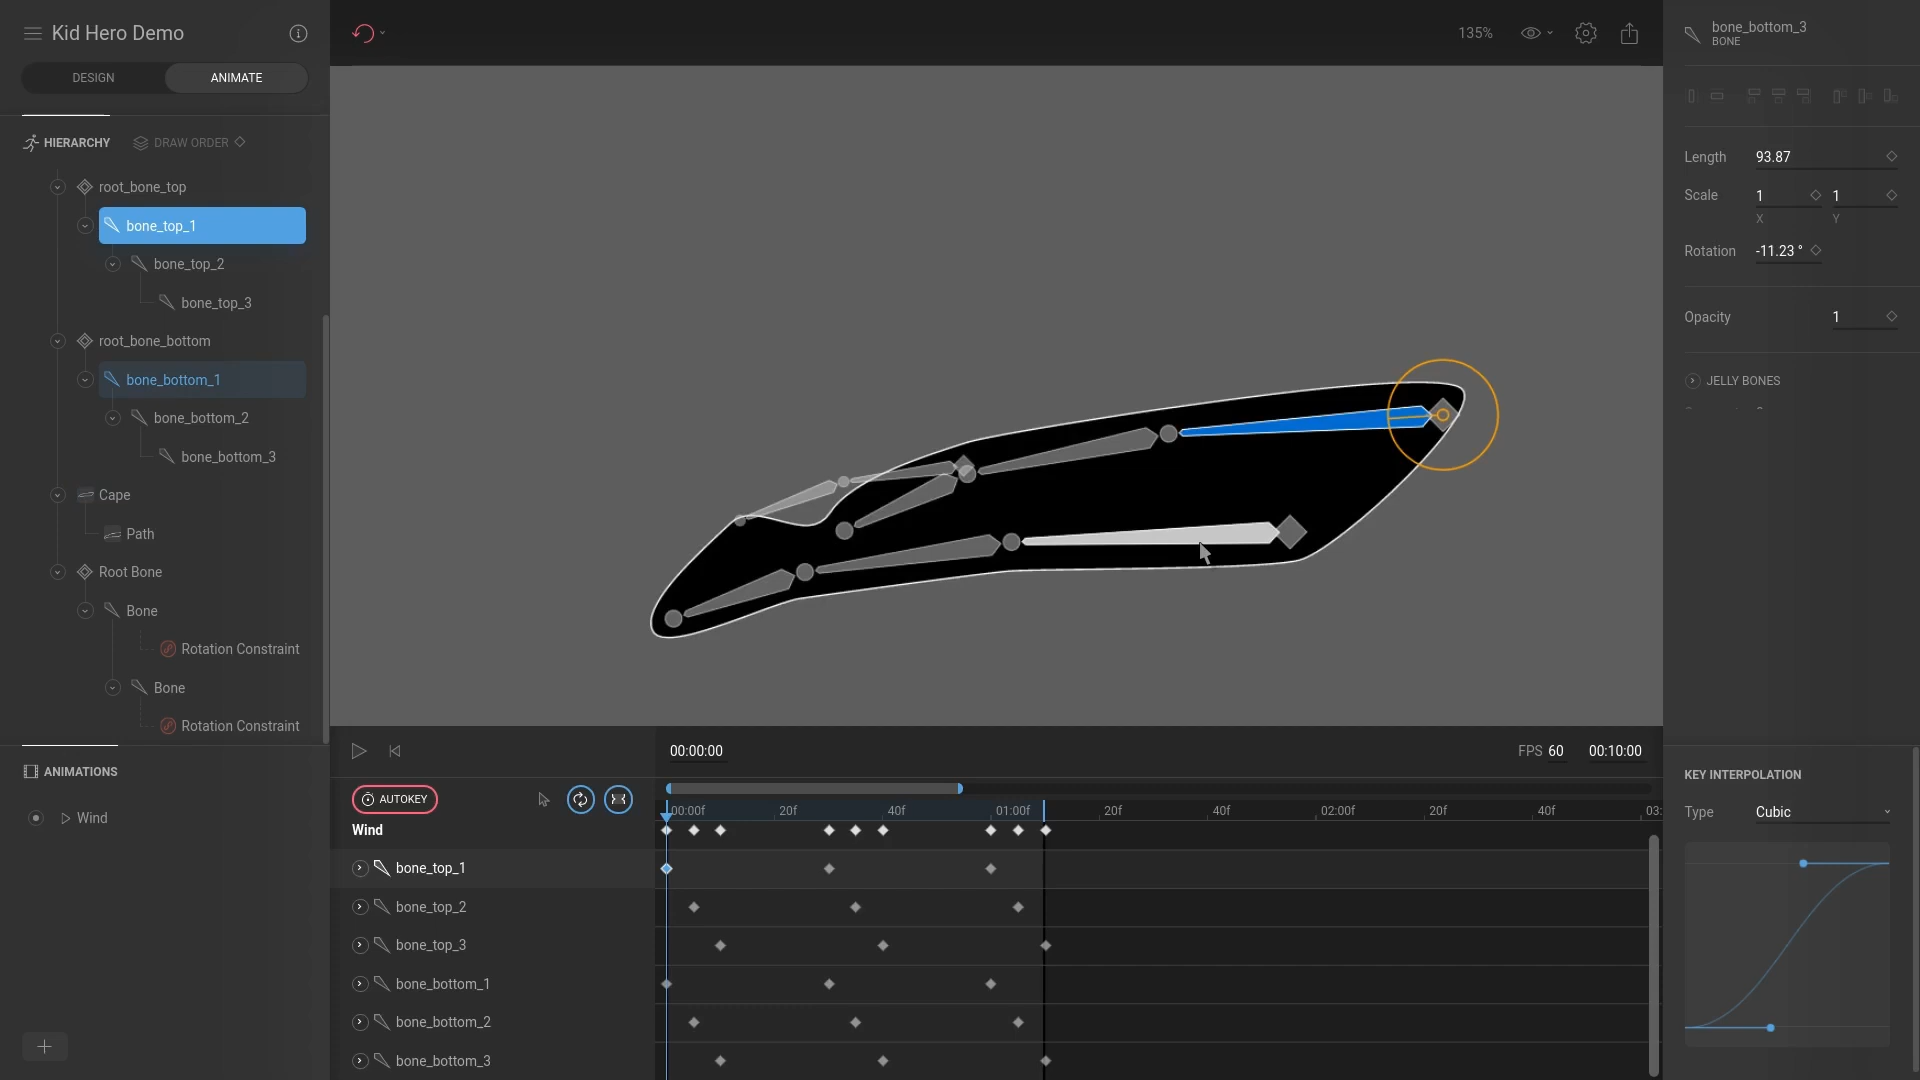 Kid Hero Demo
DESIGN
ANIMATE
HIERARCHY
DRAW ORDER
root_bone_top
bone_top_1
bone_top_2
bone_top_3
root_bone_bottom
bone_bottom_1
bone_bottom_2
bone_bottom_3
Cape
Path
Root Bone
Bone
Rotation Constraint
Bone
Rotation Constraint
ANIMATIONS
Wind
135%
bone_bottom_3
BONE
Length 93.87
Scale 1 1
X Y
Rotation -11.23 °
Opacity 1
JELLY BONES
00:00:00
FPS 60 00:10:00
AUTOKEY
00:00f 20f 40f 01:00f 20f 40f 02:00f 20f 40f 03:
Wind
bone_top_1
bone_top_2
bone_top_3
bone_bottom_1
bone_bottom_2
bone_bottom_3
KEY INTERPOLATION
Type Cubic